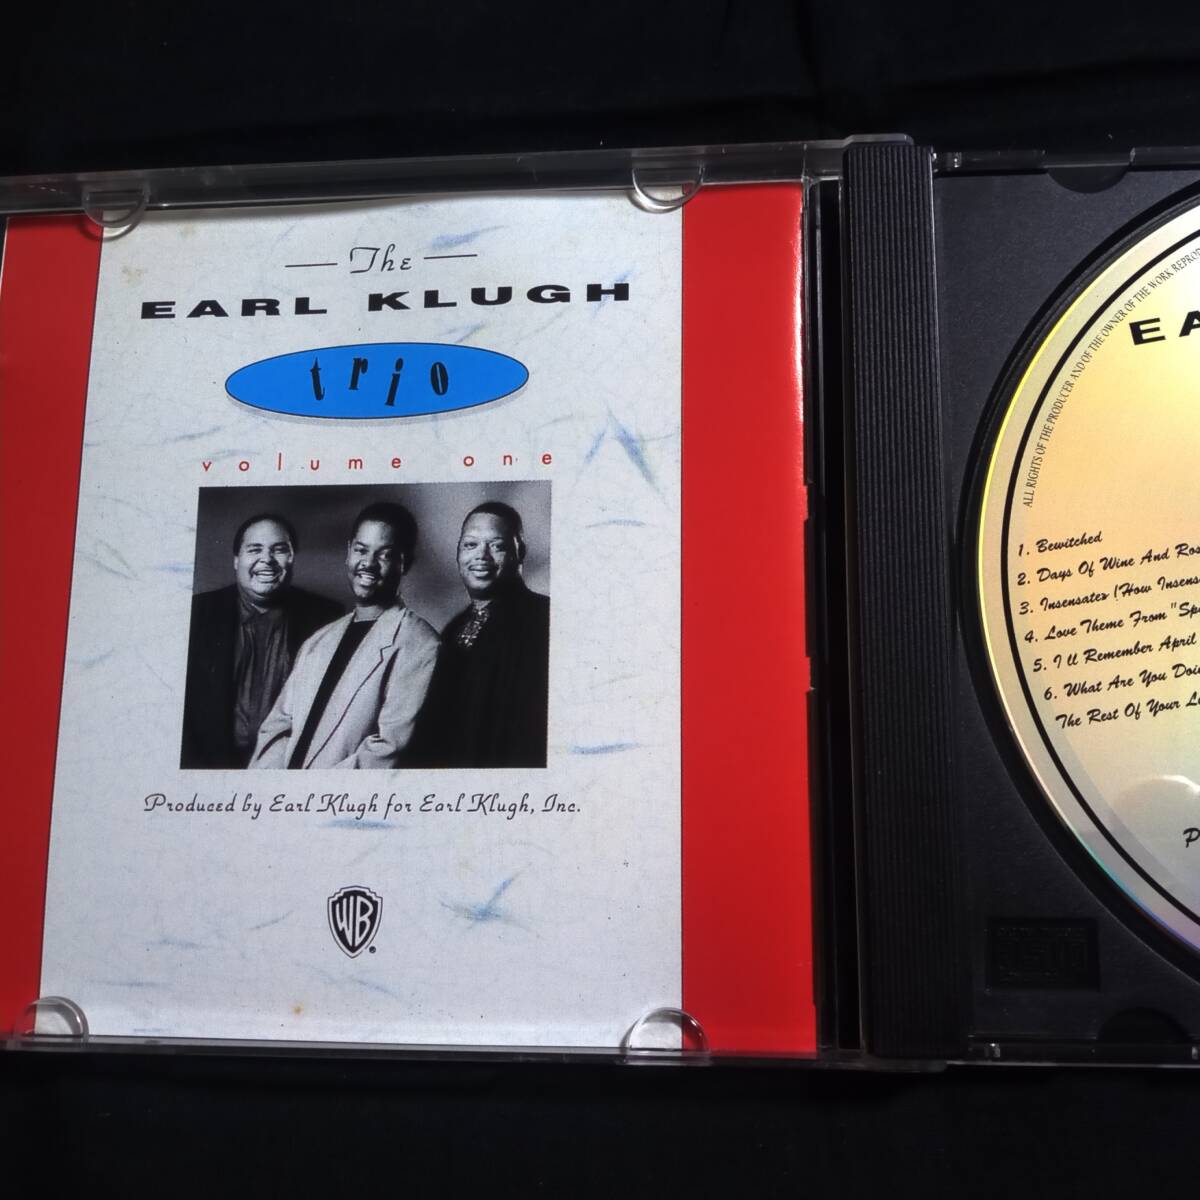 The
EARL KLUGH
trio
volume one
Produced by Earl Klugh for Earl Klugh, Inc.
WB
®
ALL RIGHTS OF THE PRODUCER AND OF THE OWNER OF THE WORK REPROD
EA
1. Bewitched
2. Days Of Wine And Ros
3. Insensatez (How Insens
4. Love Theme From "Sp
5. I ll Remember April
6. What Are You Doi
The Rest Of Your L
P